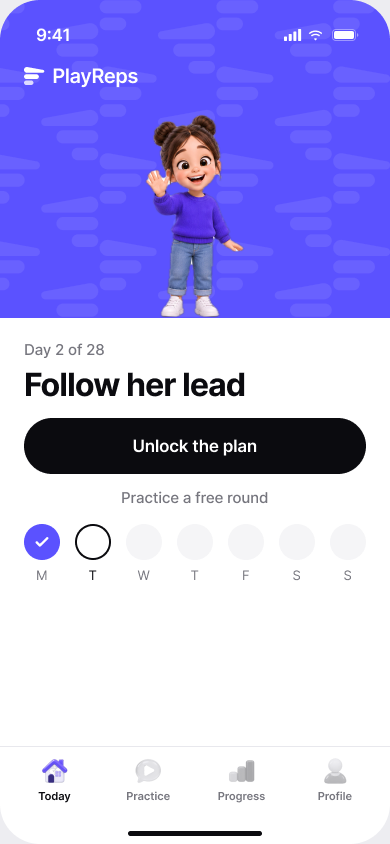 9:41
PlayReps
Day 2 of 28
Follow her lead
Unlock the plan
Practice a free round
M T W T F S S
Today Practice Progress Profile